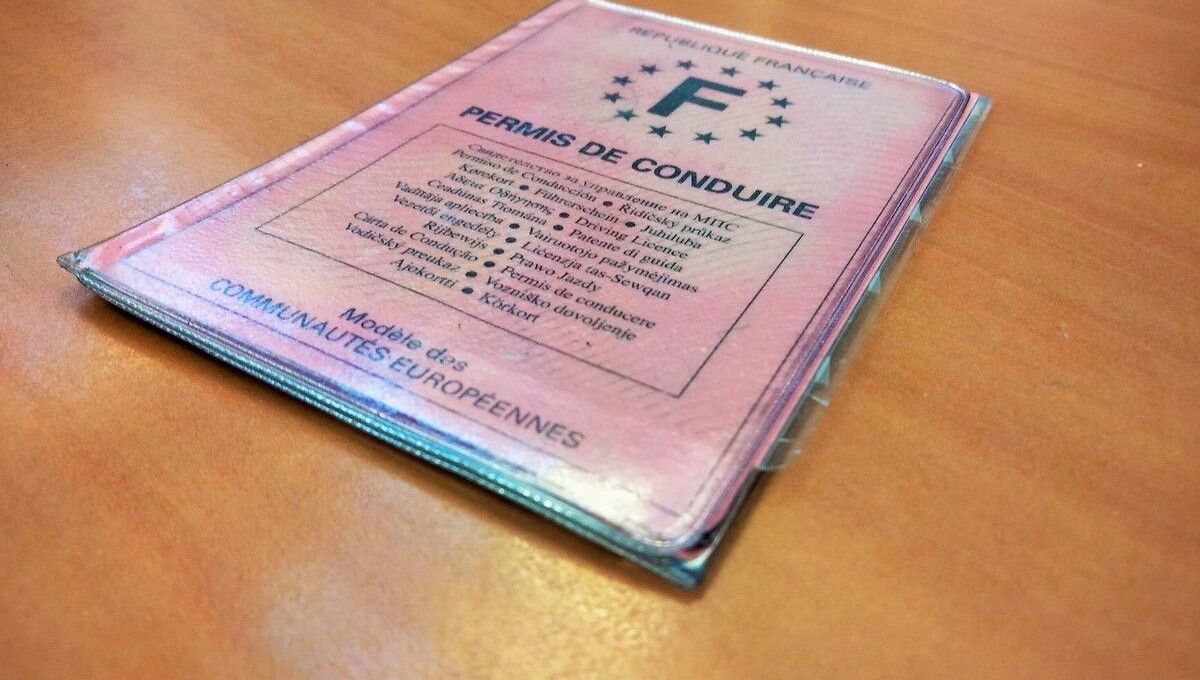 RÉPUBLIQUE FRANÇAISE
F
PERMIS DE CONDUIRE
Свидетелство за управление на МПС
Permiso de Conducción • Řidičský průkaz
Kørekort • Führerschein • Juhiluba
Άδεια Οδήγησης • Driving Licence
Ceadúnas Tiomána • Patente di guida
Vadītāja apliecība • Vairuotojo pažymėjimas
Vezetői engedély • Liċenzja tas-Sewqan
Rijbewijs • Prawo Jazdy
Carta de Condução • Permis de conducere
Vodičský preukaz • Vozniško dovoljenje
Ajokortti • Körkort
Modèle des
COMMUNAUTÉS EUROPÉENNES